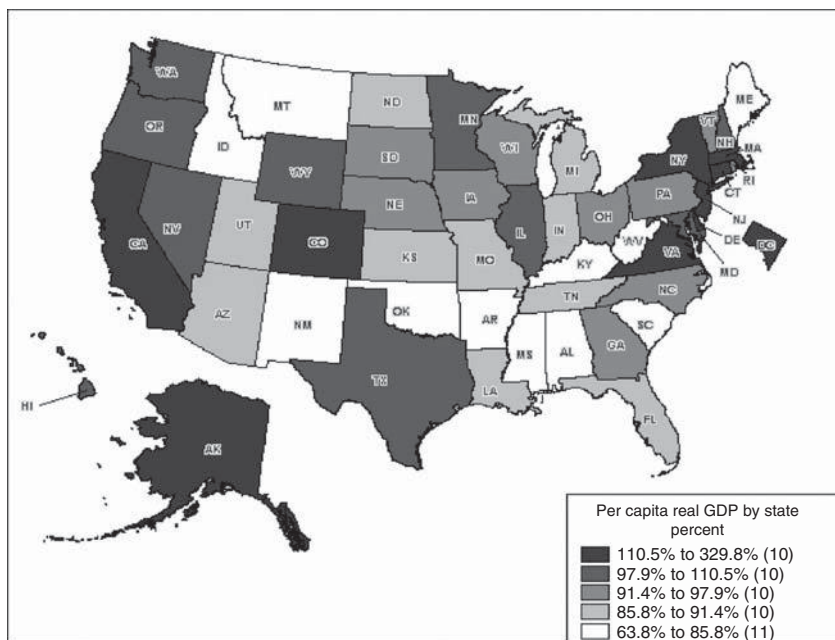 WA
MT
ND
MN
ME
VT
NH
MA
OR
ID
SD
WI
MI
NY
RI
CT
WY
NE
IA
PA
NJ
NV
UT
CO
IL
IN
OH
DE
DC
CA
KS
MO
WV
VA
MD
KY
AZ
NM
OK
AR
TN
NC
SC
MS
AL
GA
TX
LA
FL
HI
AK
Per capita real GDP by state
percent
110.5% to 329.8% (10)
97.9% to 110.5% (10)
91.4% to 97.9% (10)
85.8% to 91.4% (10)
63.8% to 85.8% (11)